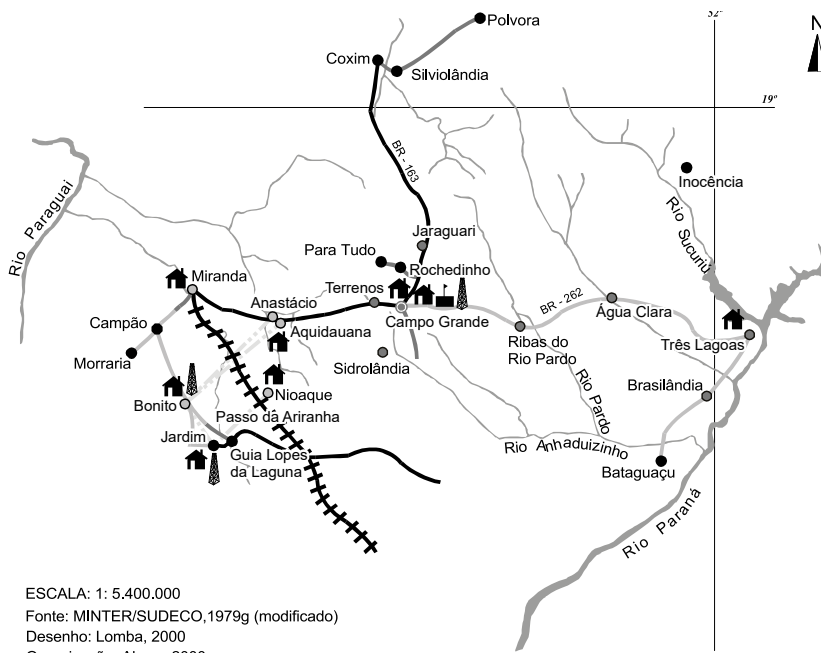 52°
N
Polvora
Coxim
Silviolândia
19º
BR - 163
Inocência
Rio Paraguai
Rio Sucuriú
Jaraguari
Para Tudo
Rochedinho
Miranda
Terrenos
Anastácio
BR - 262
Campo Grande
Água Clara
Campão
Aquidauana
Ribas do
Rio Pardo
Três Lagoas
Morraria
Sidrolândia
Rio Pardo
Brasilândia
Nioaque
Bonito
Passo da Ariranha
Jardim
Guia Lopes
da Laguna
Rio Anhaduizinho
Bataguaçu
Rio Paraná
ESCALA: 1: 5.400.000
Fonte: MINTER/SUDECO,1979g (modificado)
Desenho: Lomba, 2000